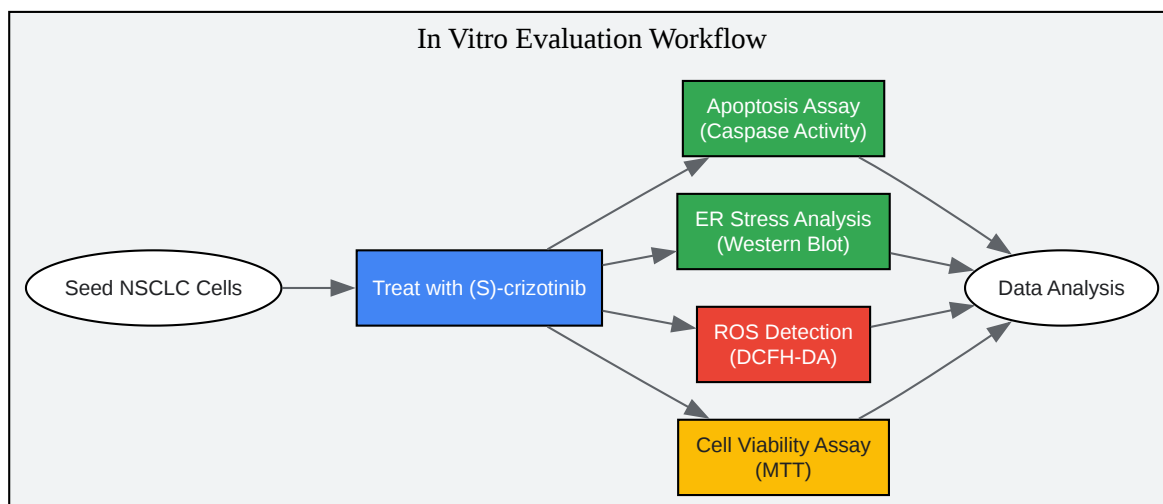 In Vitro Evaluation Workflow
Seed NSCLC Cells
Treat with (S)-crizotinib
Apoptosis Assay
(Caspase Activity)
ER Stress Analysis
(Western Blot)
ROS Detection
(DCFH-DA)
Cell Viability Assay
(MTT)
Data Analysis